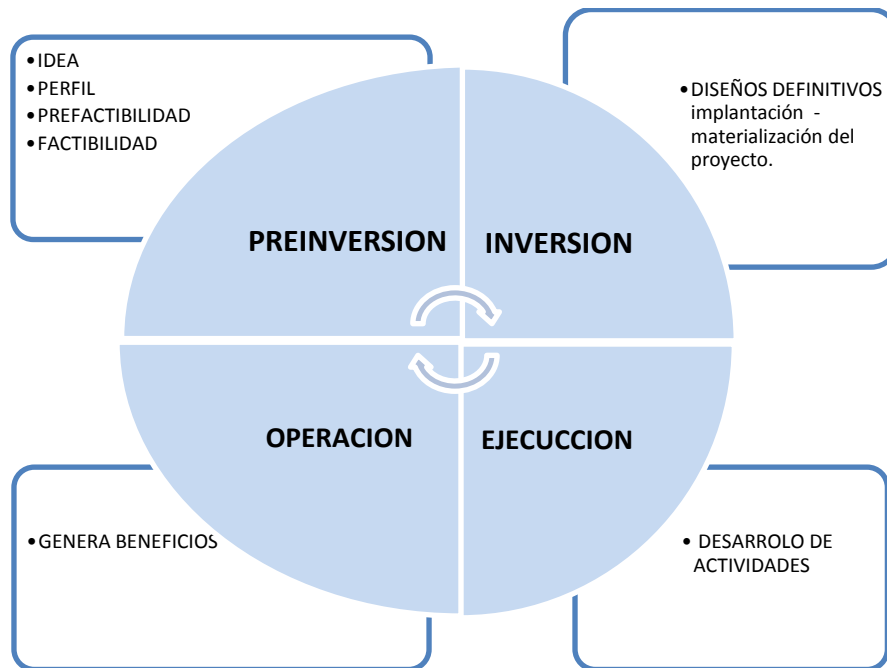 •IDEA
•PERFIL
•PREFACTIBILIDAD
•FACTIBILIDAD
•DISEÑOS DEFINITIVOS
implantación -
materialización del
proyecto.
PREINVERSION
INVERSION
OPERACION
EJECUCCION
•GENERA BENEFICIOS
• DESARROLO DE
ACTIVIDADES